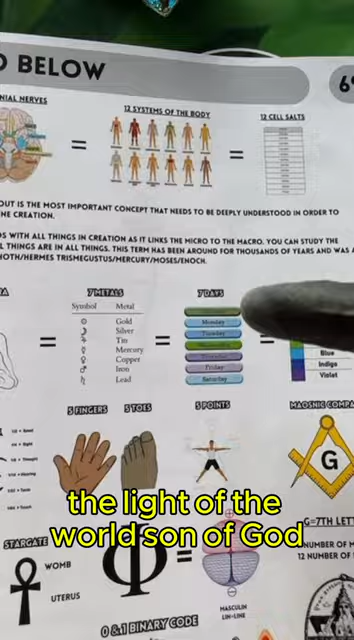 D BELOW
NIAL NERVES
12 SYSTEMS OF THE BODY
12 CELL SALTS
=
=
OUT IS THE MOST IMPORTANT CONCEPT THAT NEEDS TO BE DEEPLY UNDERSTOOD IN ORDER TO
NE CREATION.
S WITH ALL THINGS IN CREATION AS IT LINKS THE MICRO TO THE MACRO. YOU CAN STUDY THE
L THINGS ARE IN ALL THINGS. THIS TERM HAS BEEN AROUND FOR THOUSANDS OF YEARS AND WAS
HOTH/HERMES TRISMEGUSTUS/MERCURY/MOSES/ENOCH.
7 METALS
7 DAYS
Symbol Metal
☉ Gold
☽ Silver
♃ Tin
☿ Mercury
♀ Copper
♂ Iron
♄ Lead
=
=
=
Monday
Tuesday
Friday
Saturday
Blue
Indigo
Violet
5 FINGERS
5 TOES
5 POINTS
MAOSNIC COMPA
G
the light of the
world son of God
STARGATE
WOMB
UTERUS
Φ
=
MASCULIN
LIN=LINE
G=7TH LETT
NUMBER OF M
12 NUMBER OF
0 & 1 BINARY CODE